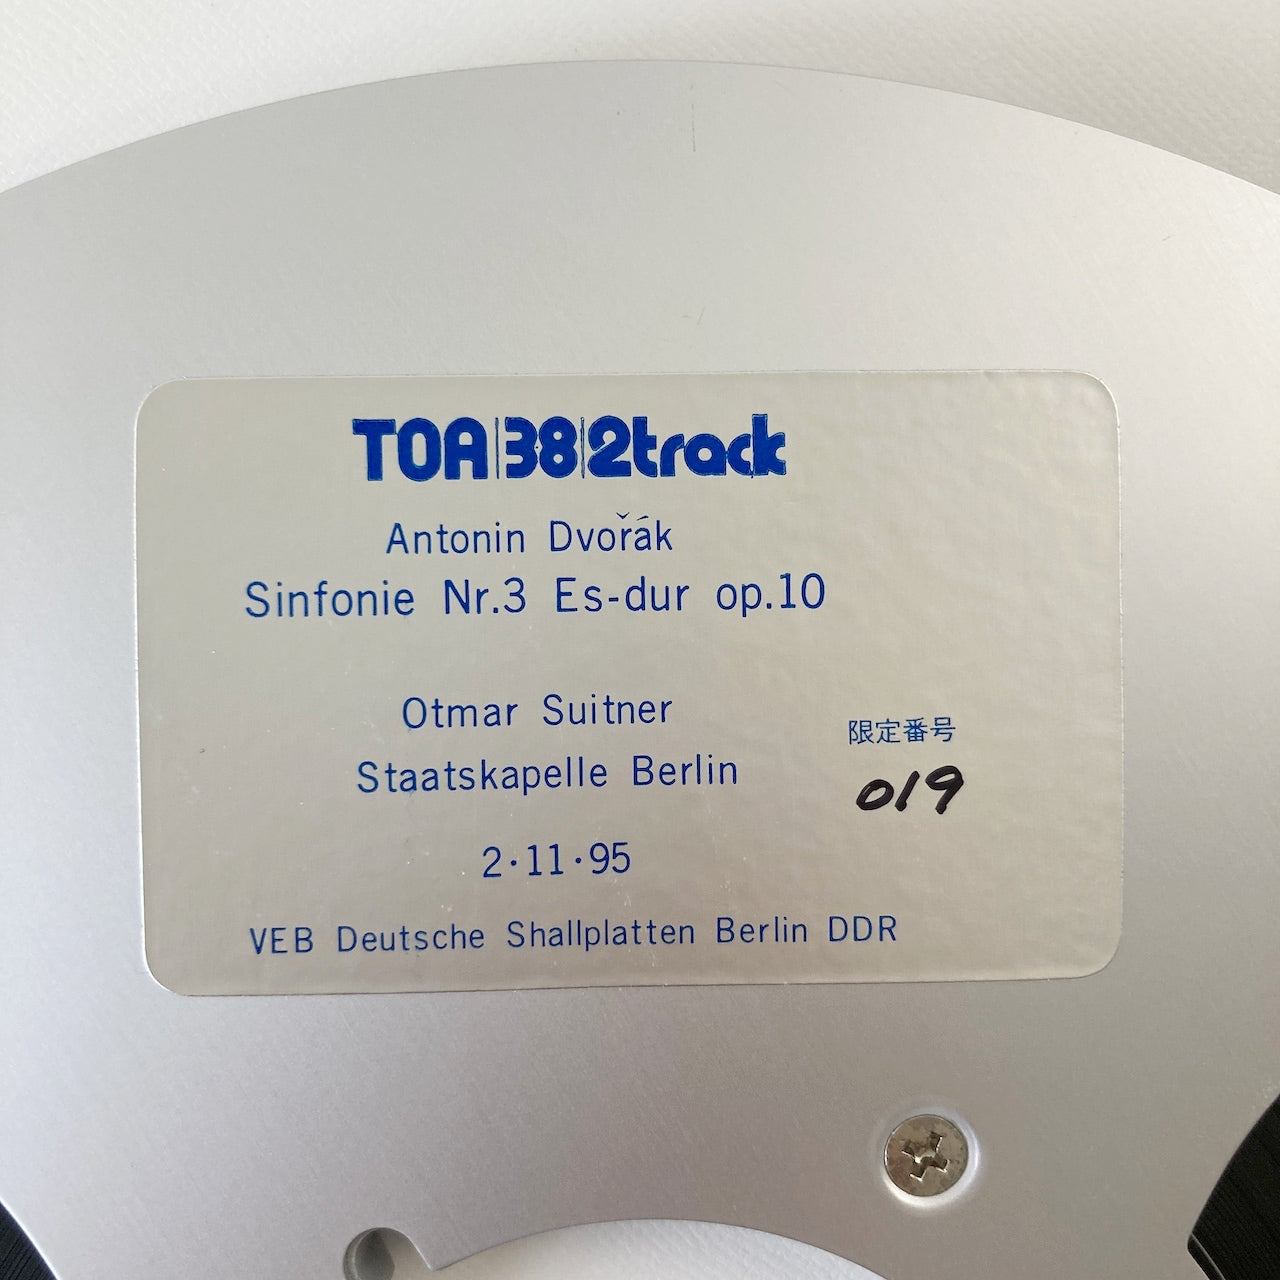 TOA|38|2track
Antonin Dvořák
Sinfonie Nr.3 Es-dur op.10
Otmar Suitner
Staatskapelle Berlin
限定番号
019
2·11·95
VEB Deutsche Shallplatten Berlin DDR